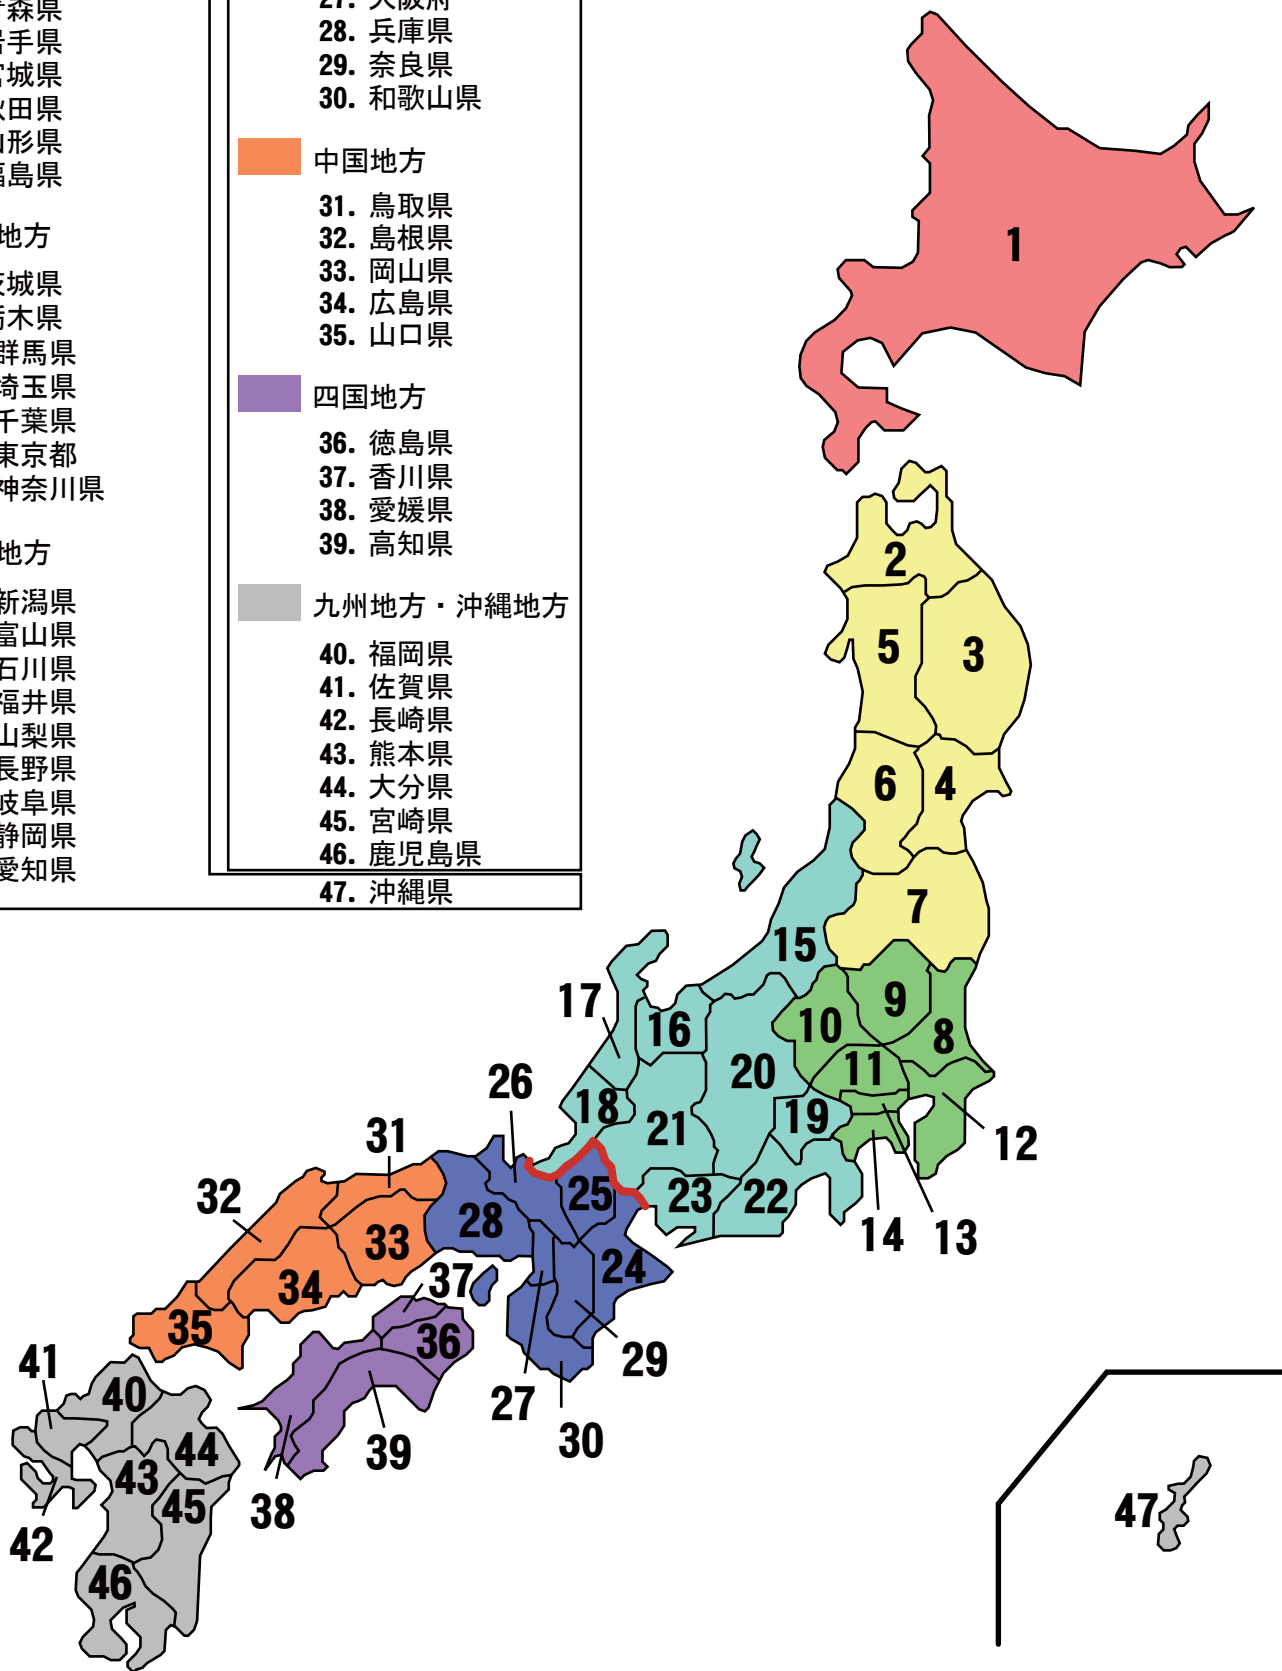 森県
手県
城県
田県
形県
島県
地方
城県
木県
群馬県
埼玉県
千葉県
東京都
神奈川県
地方
新潟県
富山県
石川県
福井県
山梨県
長野県
岐阜県
静岡県
愛知県
27. 大阪府
28. 兵庫県
29. 奈良県
30. 和歌山県
中国地方
31. 鳥取県
32. 島根県
33. 岡山県
34. 広島県
35. 山口県
四国地方
36. 徳島県
37. 香川県
38. 愛媛県
39. 高知県
九州地方・沖縄地方
40. 福岡県
41. 佐賀県
42. 長崎県
43. 熊本県
44. 大分県
45. 宮崎県
46. 鹿児島県
47. 沖縄県
1
2
5
3
6
4
7
15
9
17
16
10
8
20
11
26
18
19
21
12
31
25
23
22
32
28
14
13
33
24
37
34
35
36
29
41
40
27
30
39
44
43
45
38
47
42
46